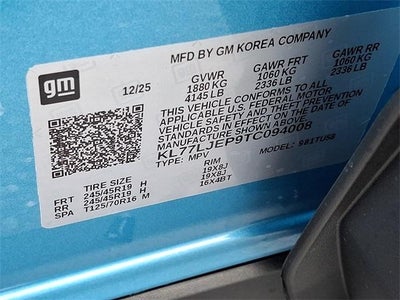 gm
MFD BY GM KOREA COMPANY
12/25 GVWR GAWR FRT GAWR RR
1880 KG 1060 KG 1060 KG
4145 LB 2336 LB 2336 LB
THIS VEHICLE CONFORMS TO ALL
APPLICABLE U.S. FEDERAL MOTOR
VEHICLE SAFETY AND THEFT PREVENTION
STANDARDS IN EFFECT ON THE DATE OF
MANUFACTURE SHOWN ABOVE.
KL77LJEP9TC094008
TYPE: MPV MODEL:
TIRE SIZE RIM
FRT 245/45R19 H 19X8J
RR 245/45R19 H 19X8J
SPA T125/70R16 M 16X4BT